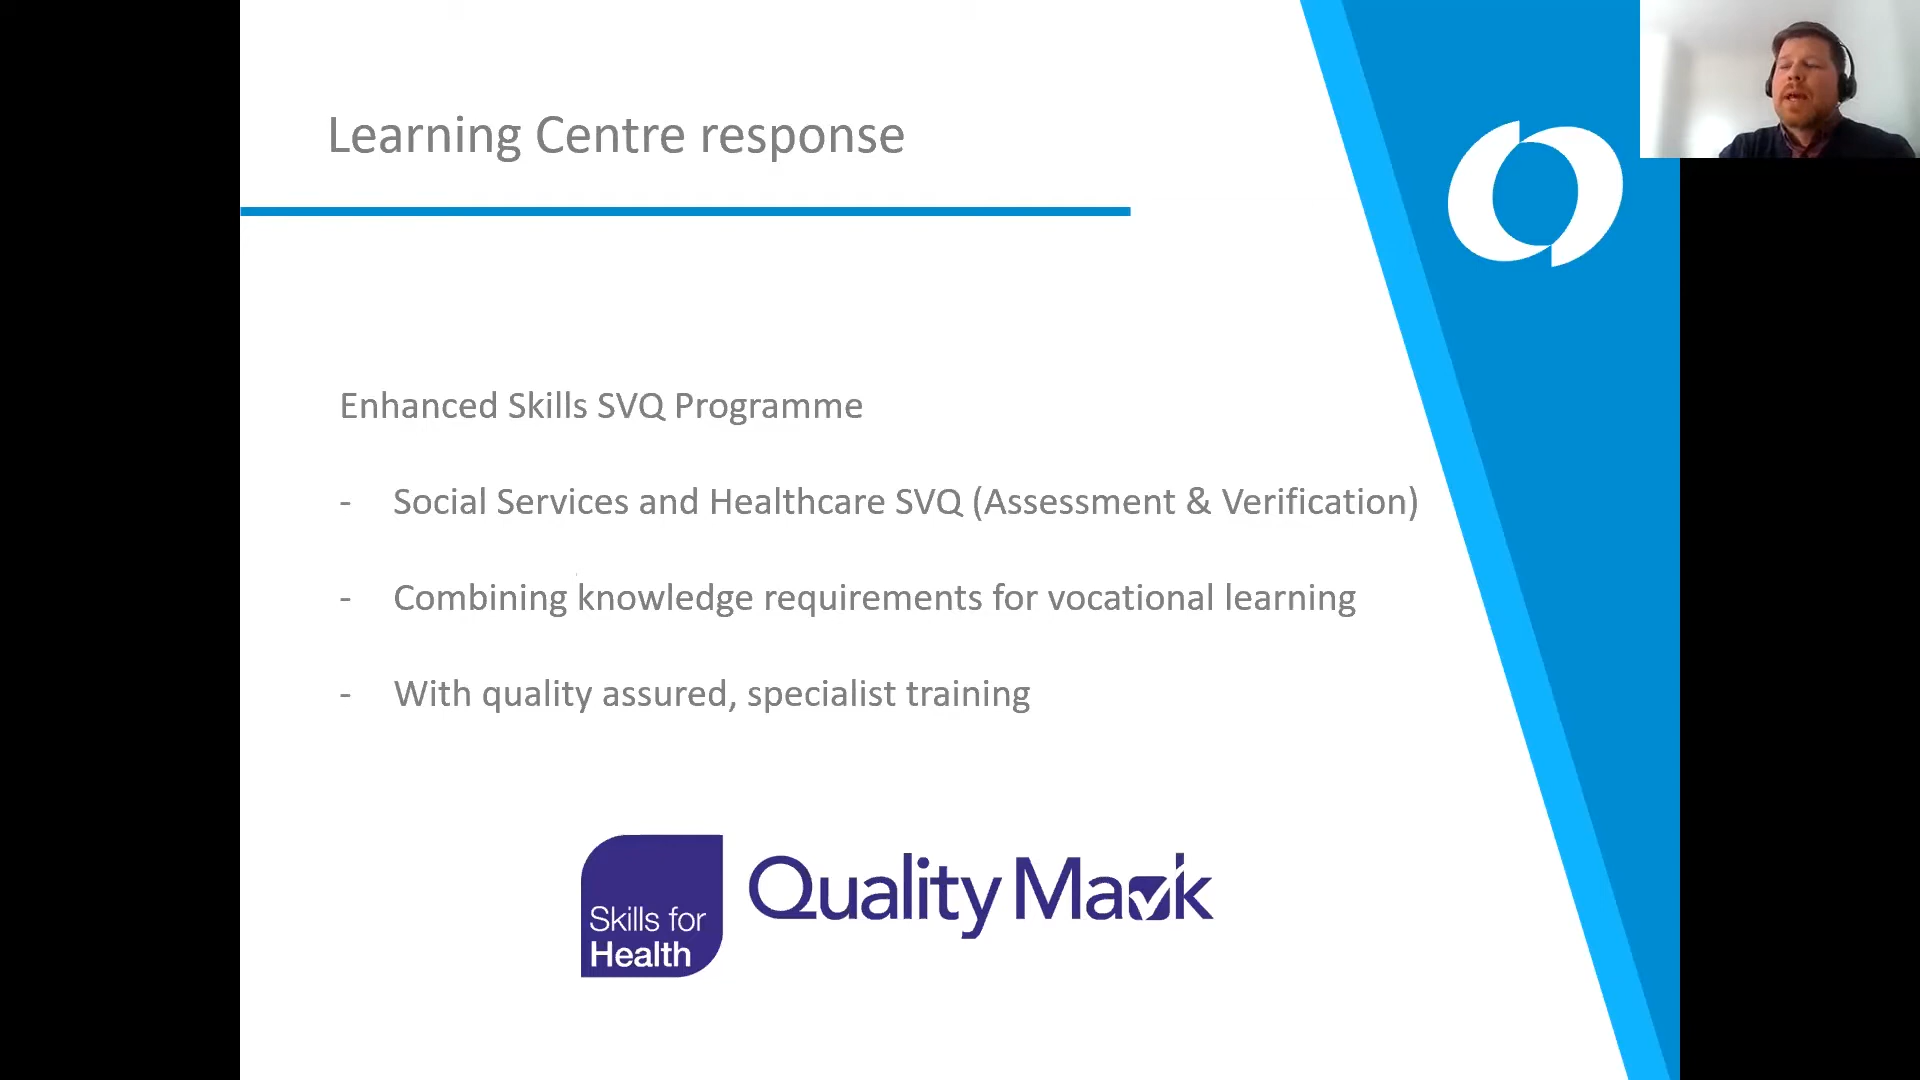 Learning Centre response
Enhanced Skills SVQ Programme
- Social Services and Healthcare SVQ (Assessment & Verification)
- Combining knowledge requirements for vocational learning
- With quality assured, specialist training
Skills for
Health
Quality Mark